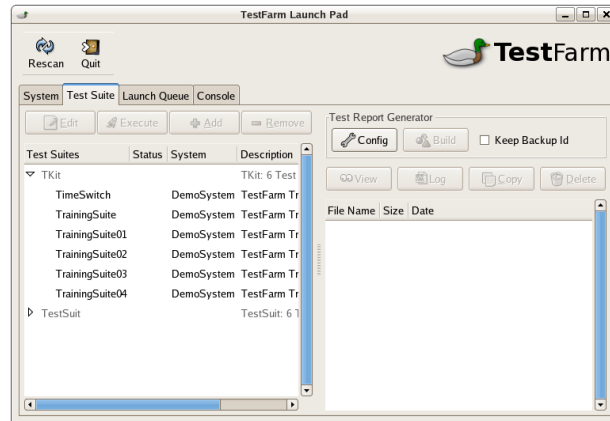 TestFarm Launch Pad
Rescan Quit
TestFarm
System Test Suite Launch Queue Console
Edit Execute Add Remove
Test Suites Status System Description
TKit TKit: 6 Test
TimeSwitch DemoSystem TestFarm Tr
TrainingSuite DemoSystem TestFarm Tr
TrainingSuite01 DemoSystem TestFarm Tr
TrainingSuite02 DemoSystem TestFarm Tr
TrainingSuite03 DemoSystem TestFarm Tr
TrainingSuite04 DemoSystem TestFarm Tr
TestSuit TestSuit: 6 T
Test Report Generator
Config Build Keep Backup Id
View Log Copy Delete
File Name Size Date